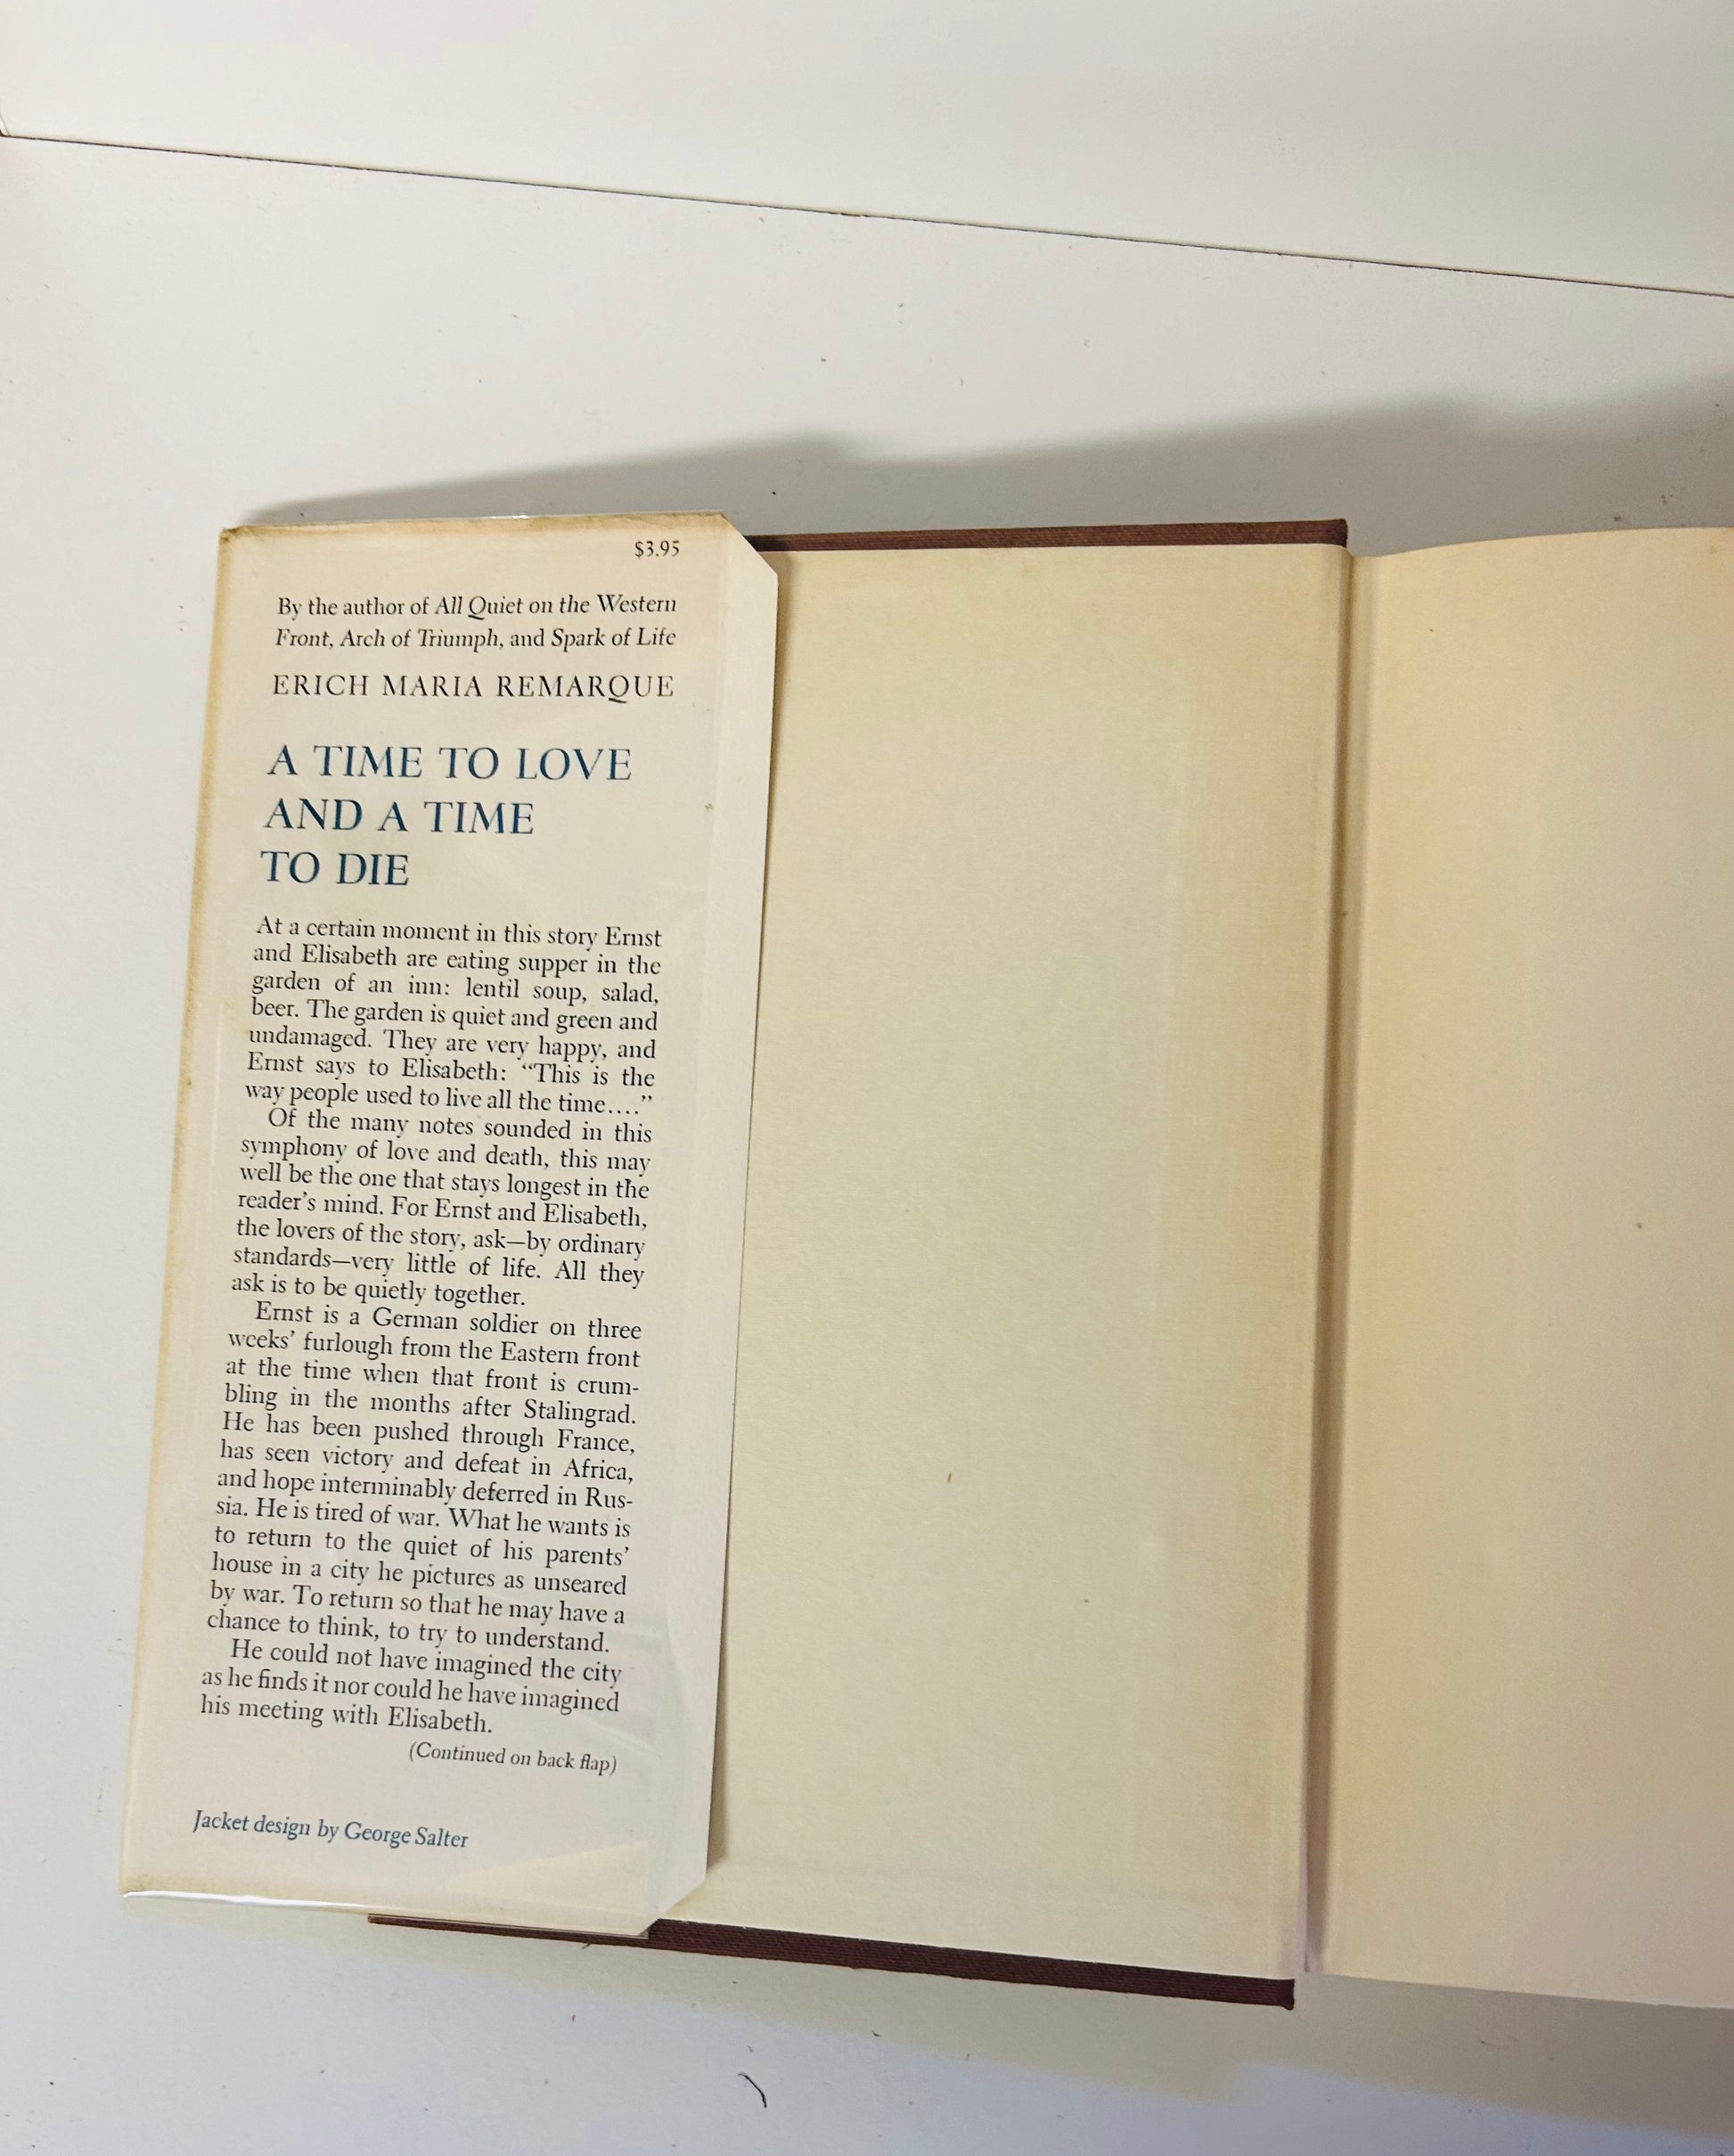 $3.95
By the author of All Quiet on the Western
Front, Arch of Triumph, and Spark of Life
ERICH MARIA REMARQUE
A TIME TO LOVE
AND A TIME
TO DIE
At a certain moment in this story Ernst
and Elisabeth are eating supper in the
garden of an inn: lentil soup, salad,
beer. The garden is quiet and green and
undamaged. They are very happy, and
Ernst says to Elisabeth: “This is the
way people used to live all the time....”
Of the many notes sounded in this
symphony of love and death, this may
well be the one that stays longest in the
reader’s mind. For Ernst and Elisabeth,
the lovers of the story, ask—by ordinary
standards—very little of life. All they
ask is to be quietly together.
Ernst is a German soldier on three
weeks’ furlough from the Eastern front
at the time when that front is crum-
bling in the months after Stalingrad.
He has been pushed through France,
has seen victory and defeat in Africa,
and hope interminably deferred in Rus-
sia. He is tired of war. What he wants is
to return to the quiet of his parents’
house in a city he pictures as unseared
by war. To return so that he may have a
chance to think, to try to understand.
He could not have imagined the city
as he finds it nor could he have imagined
his meeting with Elisabeth.
(Continued on back flap)
Jacket design by George Salter